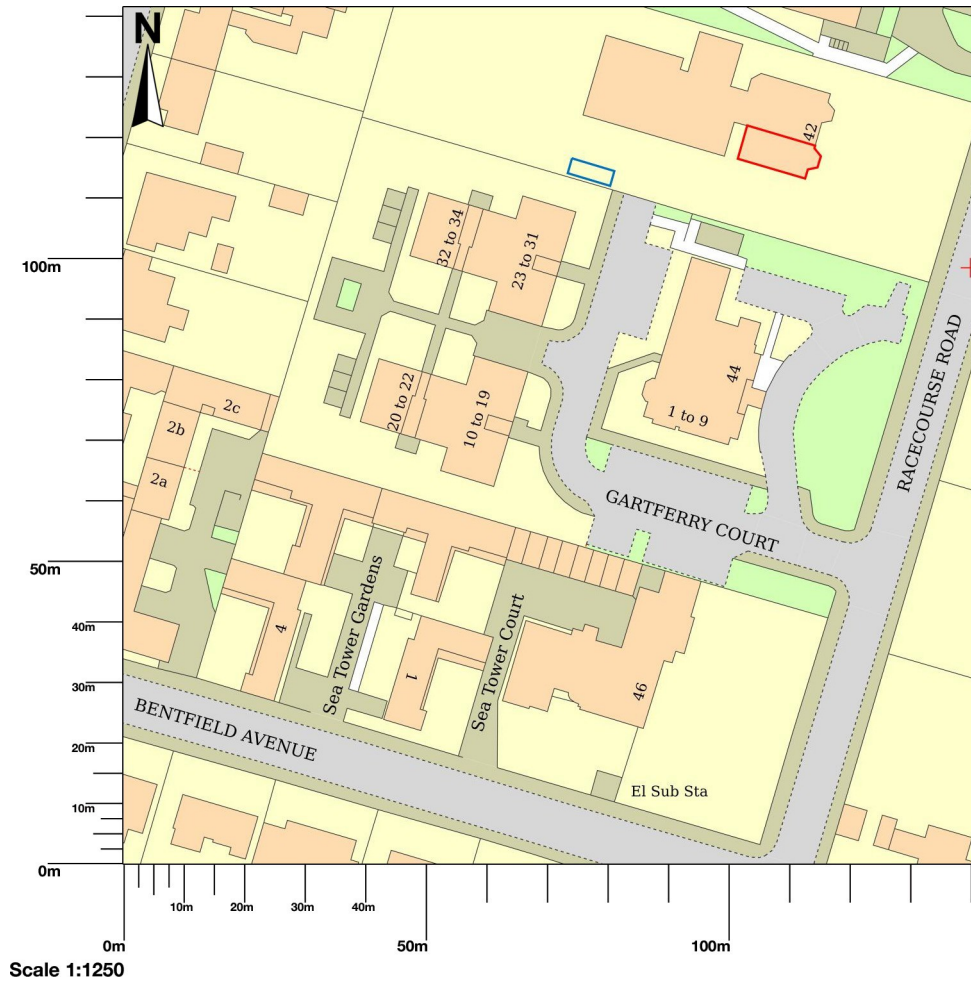 N
42
32 to 34
23 to 31
100m
RACECOURSE ROAD
44
20 to 22
10 to 19
1 to 9
2c
2b
2a
GARTFERRY COURT
50m
40m
30m
20m
10m
0m
4
Sea Tower Gardens
1
Sea Tower Court
46
BENTFIELD AVENUE
El Sub Sta
10m
20m
30m
40m
0m
50m
100m
Scale 1:1250